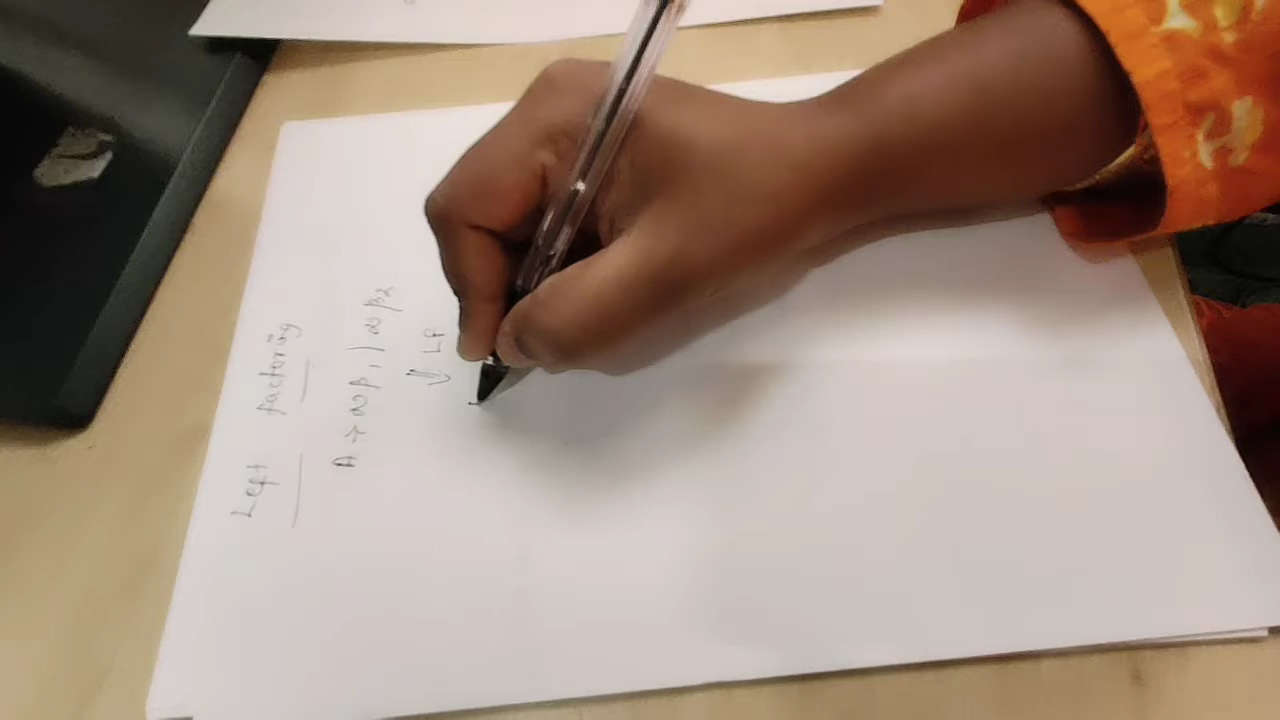 Left factoring
A → αβ1 | αβ2
⇓ LF